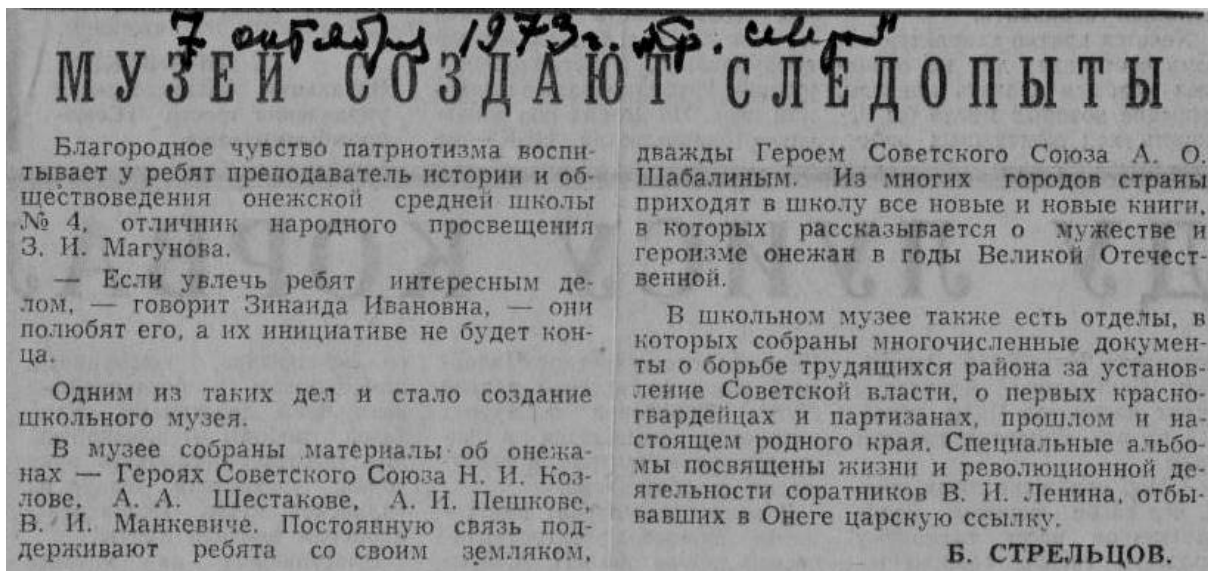 7 октября 1973 г. „Пр. Севера"
МУЗЕЙ СОЗДАЮТ СЛЕДОПЫТЫ
Благородное чувство патриотизма воспи-
тывает у ребят преподаватель истории и об-
ществоведения онежской средней школы
№ 4, отличник народного просвещения
З. И. Магунова.
— Если увлечь ребят интересным де-
лом, — говорит Зинаида Ивановна, — они
полюбят его, а их инициативе не будет кон-
ца.
Одним из таких дел и стало создание
школьного музея.
В музее собраны материалы об онежа-
нах — Героях Советского Союза Н. И. Коз-
лове, А. А. Шестакове, А. И. Пешкове,
В. И. Манкевиче. Постоянную связь под-
держивают ребята со своим земляком,
дважды Героем Советского Союза А. О.
Шабалиным. Из многих городов страны
приходят в школу все новые и новые книги,
в которых рассказывается о мужестве и
героизме онежан в годы Великой Отечест-
венной.
В школьном музее также есть отделы, в
которых собраны многочисленные докумен-
ты о борьбе трудящихся района за установ-
ление Советской власти, о первых красно-
гвардейцах и партизанах, прошлом и на-
стоящем родного края. Специальные альбо-
мы посвящены жизни и революционной де-
ятельности соратников В. И. Ленина, отбы-
вавших в Онеге царскую ссылку.
Б. СТРЕЛЬЦОВ.